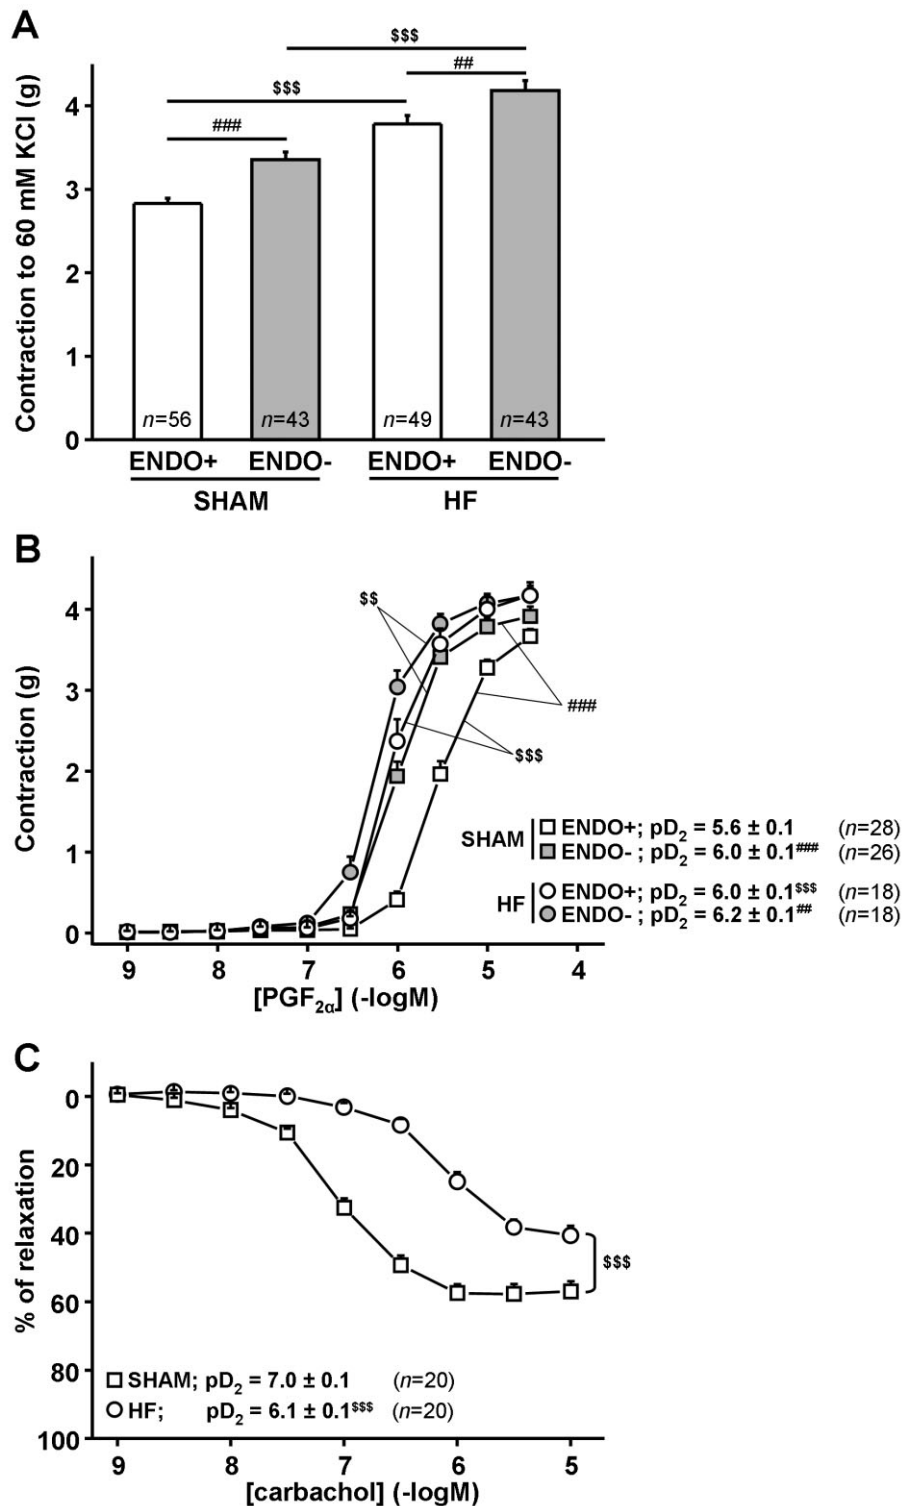 A
Contraction to 60 mM KCl (g)
4
3
2
1
0
$$$
$$$
##
###
n=56
n=43
n=49
n=43
ENDO+
ENDO-
ENDO+
ENDO-
SHAM
HF
B
Contraction (g)
4
3
2
1
0
$$
###
$$$
SHAM
ENDO+; pD2 = 5.6 ± 0.1 (n=28)
ENDO- ; pD2 = 6.0 ± 0.1### (n=26)
HF
ENDO+; pD2 = 6.0 ± 0.1$$$ (n=18)
ENDO- ; pD2 = 6.2 ± 0.1## (n=18)
9 8 7 6 5 4
[PGF2α] (-logM)
C
% of relaxation
0
20
40
60
80
100
$$$
SHAM; pD2 = 7.0 ± 0.1 (n=20)
HF; pD2 = 6.1 ± 0.1$$$ (n=20)
9 8 7 6 5
[carbachol] (-logM)